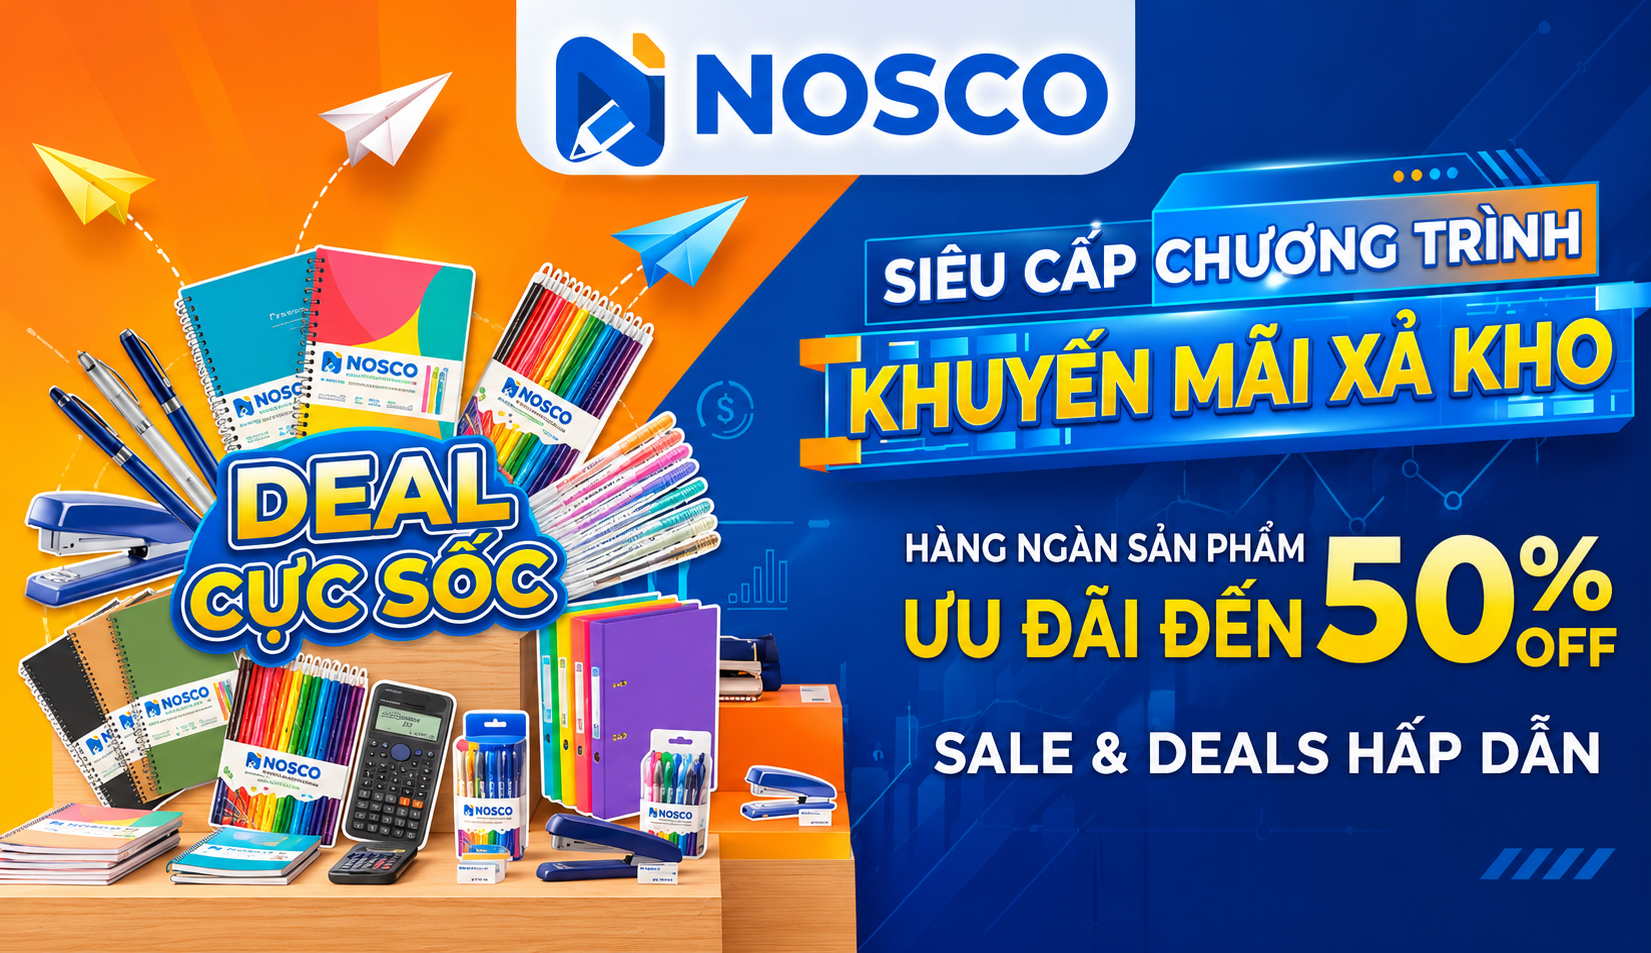 NOSCO
SIÊU CẤP CHƯƠNG TRÌNH
KHUYẾN MÃI XẢ KHO
NOSCO
NOSCO
NOSCO
DEAL
CỰC SỐC
HÀNG NGÀN SẢN PHẨM
ƯU ĐÃI ĐẾN 50% OFF
SALE & DEALS HẤP DẪN
NOSCO
NOSCO
NOSCO
NOSCO